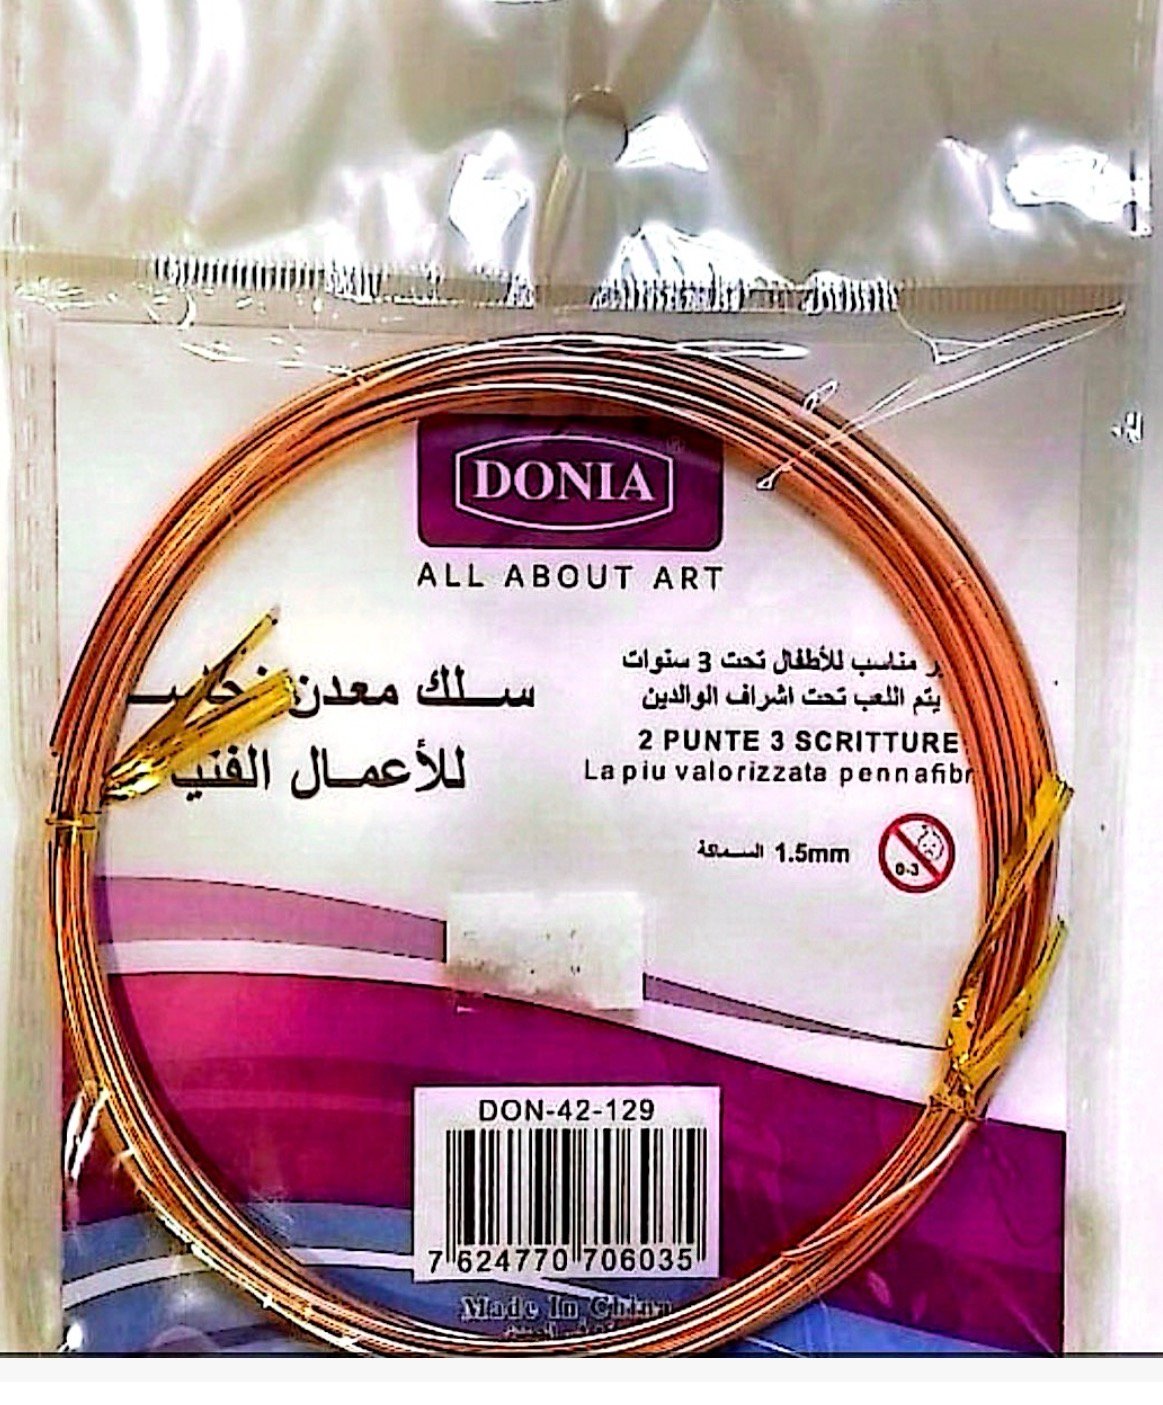 DONIA
ALL ABOUT ART
سلك معدن
للأعمال
مناسب للأطفال تحت 3 سنوات
يتم اللعب تحت اشراف الوالدين
2 PUNTE 3 SCRITTURE
La piu valorizzata pennafibr
السماكة 1.5mm
0-3
DON-42-129
7 624770 706035
Made In China